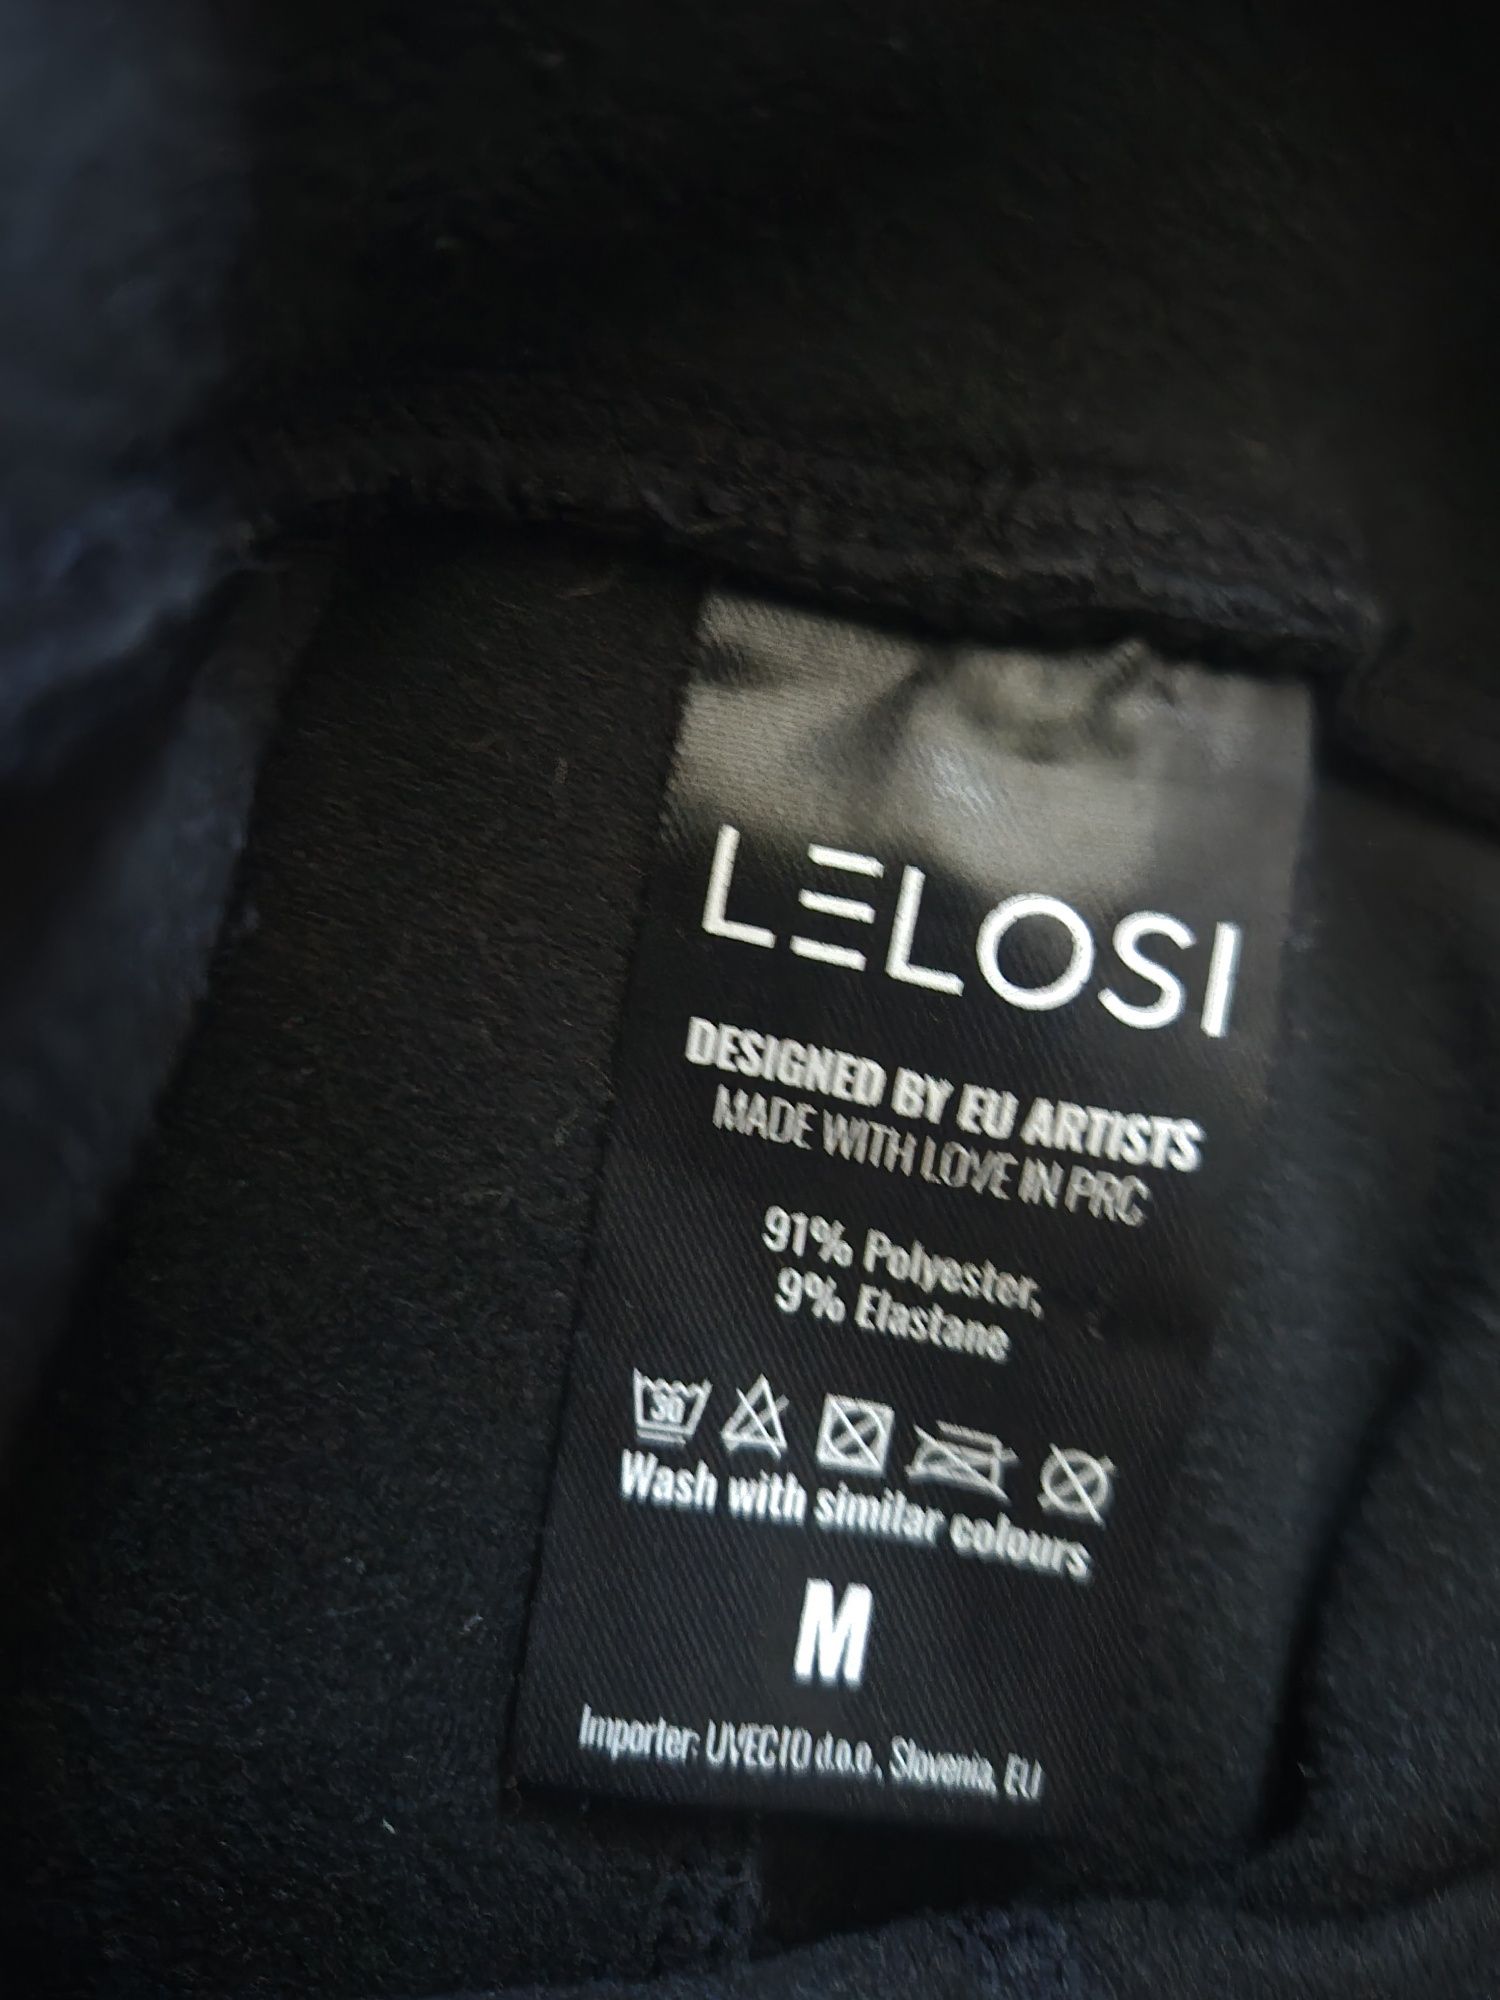 LELOSI
DESIGNED BY EU ARTISTS
MADE WITH LOVE IN PRC
91% Polyester,
9% Elastane
30°
Wash with similar colours
M
Importer: UVECTO d.o.o., Slovenia, EU